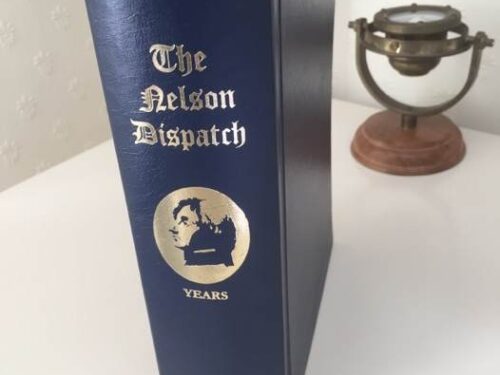 The
Nelson
Dispatch
YEARS